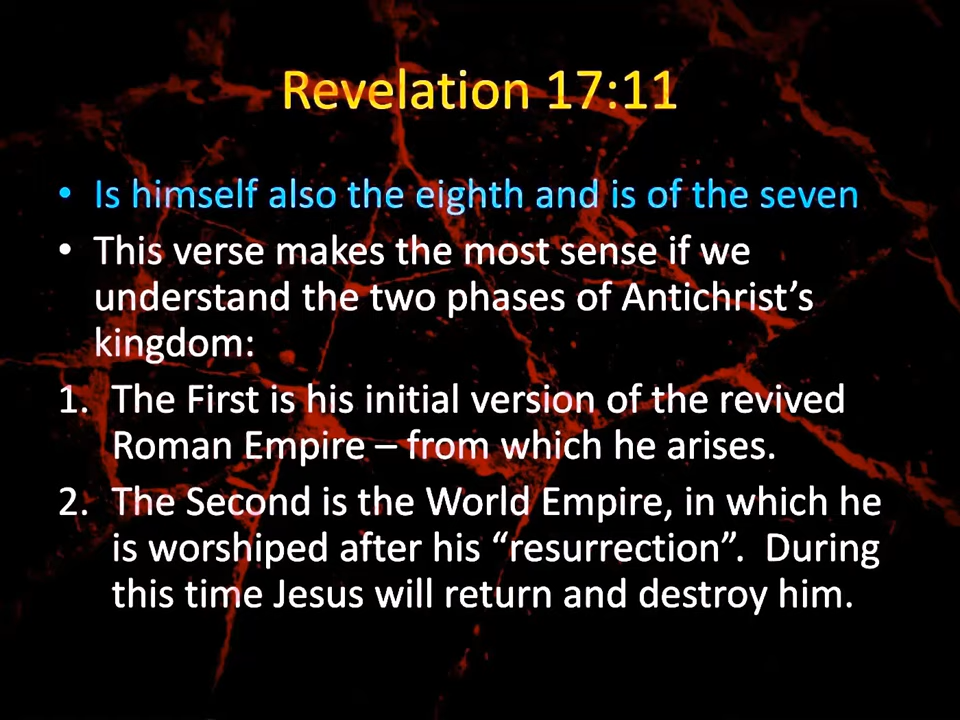 Revelation 17:11
• Is himself also the eighth and is of the seven
• This verse makes the most sense if we
understand the two phases of Antichrist’s
kingdom:
1. The First is his initial version of the revived
Roman Empire – from which he arises.
2. The Second is the World Empire, in which he
is worshiped after his “resurrection”.  During
this time Jesus will return and destroy him.